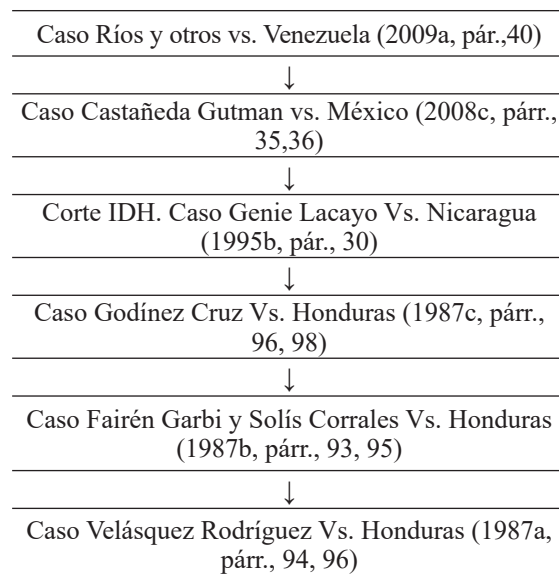 Caso Ríos y otros vs. Venezuela (2009a, pár.,40)
↓
Caso Castañeda Gutman vs. México (2008c, párr.,
35,36)
↓
Corte IDH. Caso Genie Lacayo Vs. Nicaragua
(1995b, pár., 30)
↓
Caso Godínez Cruz Vs. Honduras (1987c, párr.,
96, 98)
↓
Caso Fairén Garbi y Solís Corrales Vs. Honduras
(1987b, párr., 93, 95)
↓
Caso Velásquez Rodríguez Vs. Honduras (1987a,
párr., 94, 96)